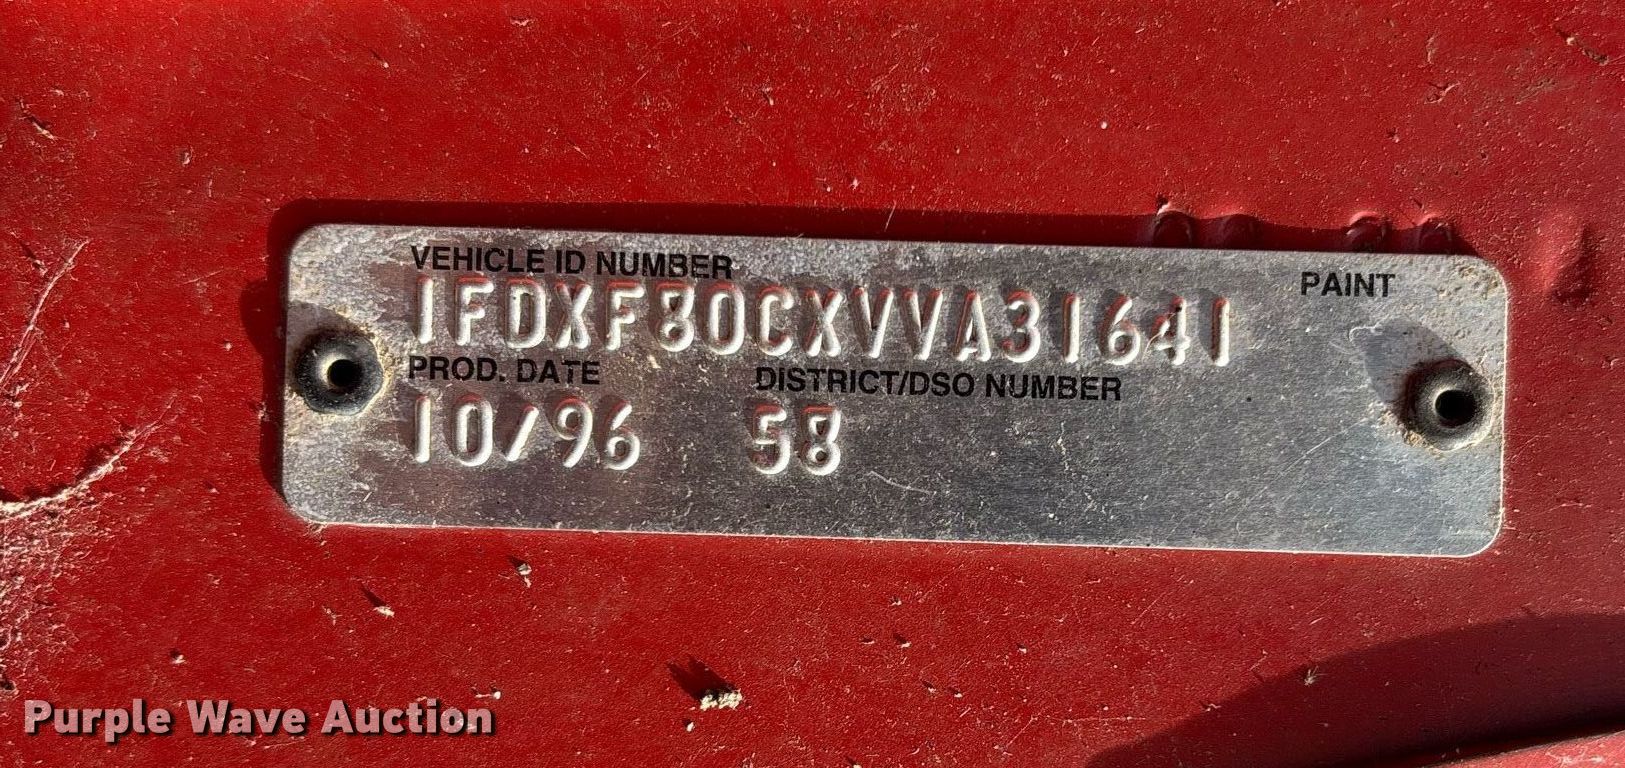 VEHICLE ID NUMBER PAINT
1FDXF80CXVVA31641
PROD. DATE DISTRICT/DSO NUMBER
10/96 58
Purple Wave Auction